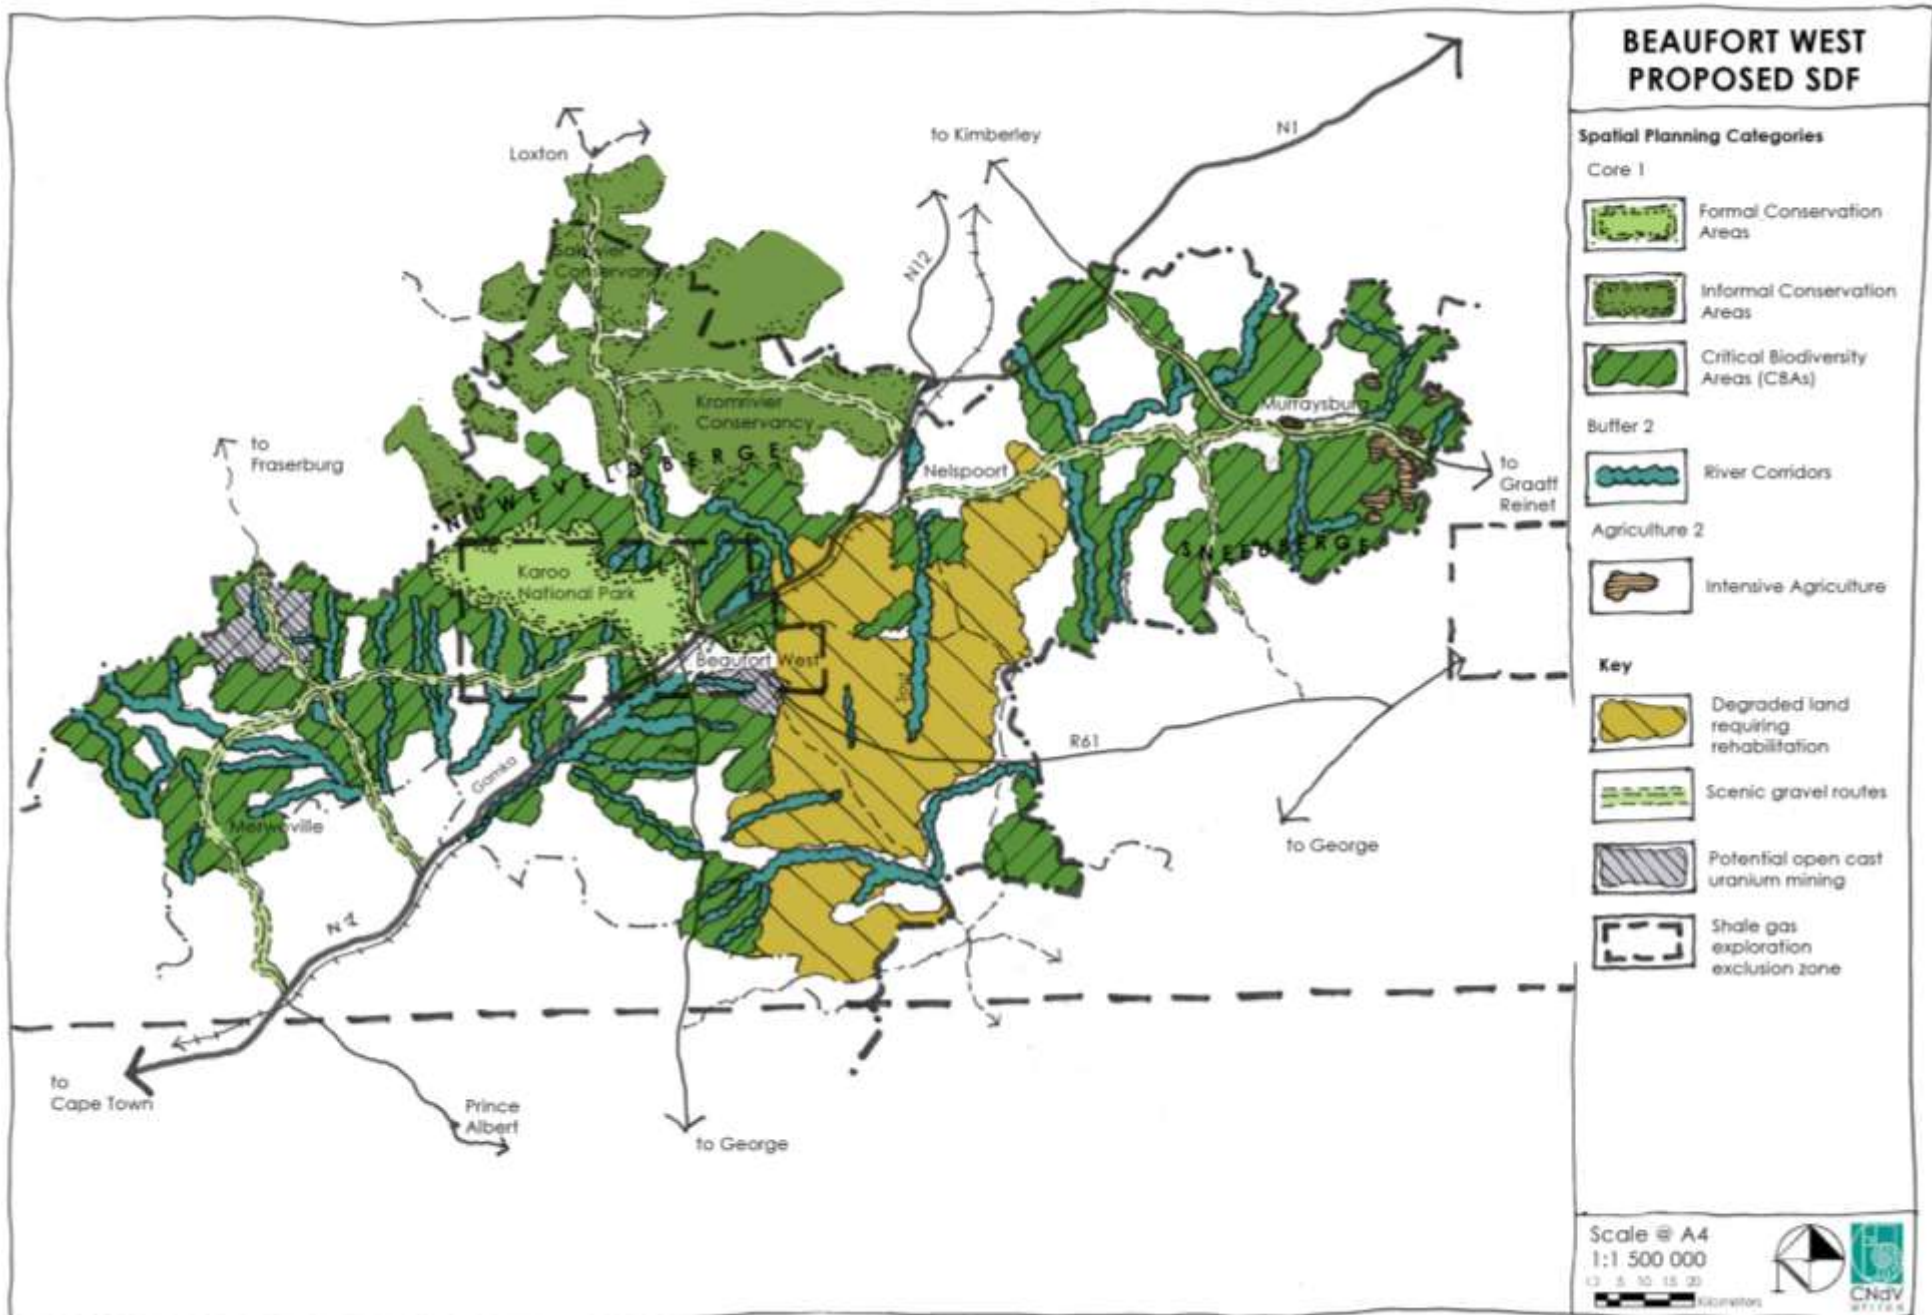 BEAUFORT WEST
PROPOSED SDF
Spatial Planning Categories
Core 1
Formal Conservation
Areas
Informal Conservation
Areas
Critical Biodiversity
Areas (CBAs)
Buffer 2
River Corridors
Agriculture 2
Intensive Agriculture
Key
Degraded land
requiring
rehabilitation
Scenic gravel routes
Potential open cast
uranium mining
Shale gas
exploration
exclusion zone
Scale @ A4
1:1 500 000
Kilometers
N
CNdV
africa
Loxton
to Kimberley
N1
N12
Conservancy
Kromrivier
Conservancy
to
Fraserburg
Nelspoort
Murraysburg
to
Graaff
Reinet
Karoo
National Park
Beaufort West
R61
Gamka
Merweville
to George
N 1
to
Cape Town
Prince
Albert
to George